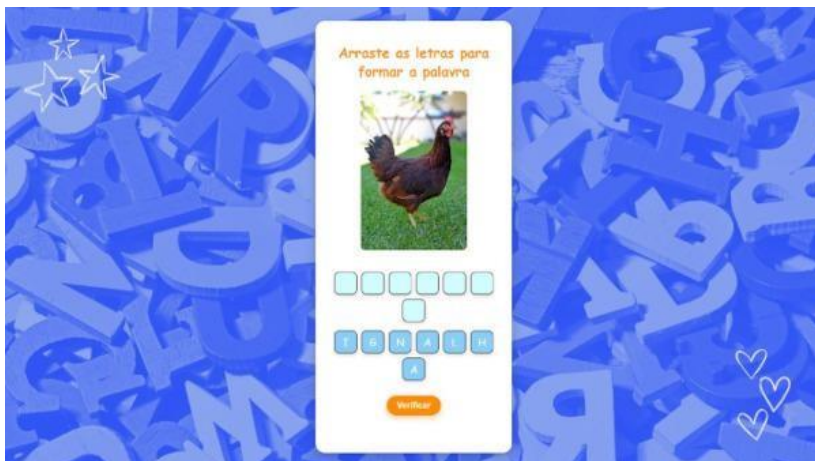 Arraste as letras para
formar a palavra
I G N A L H
A
Verificar